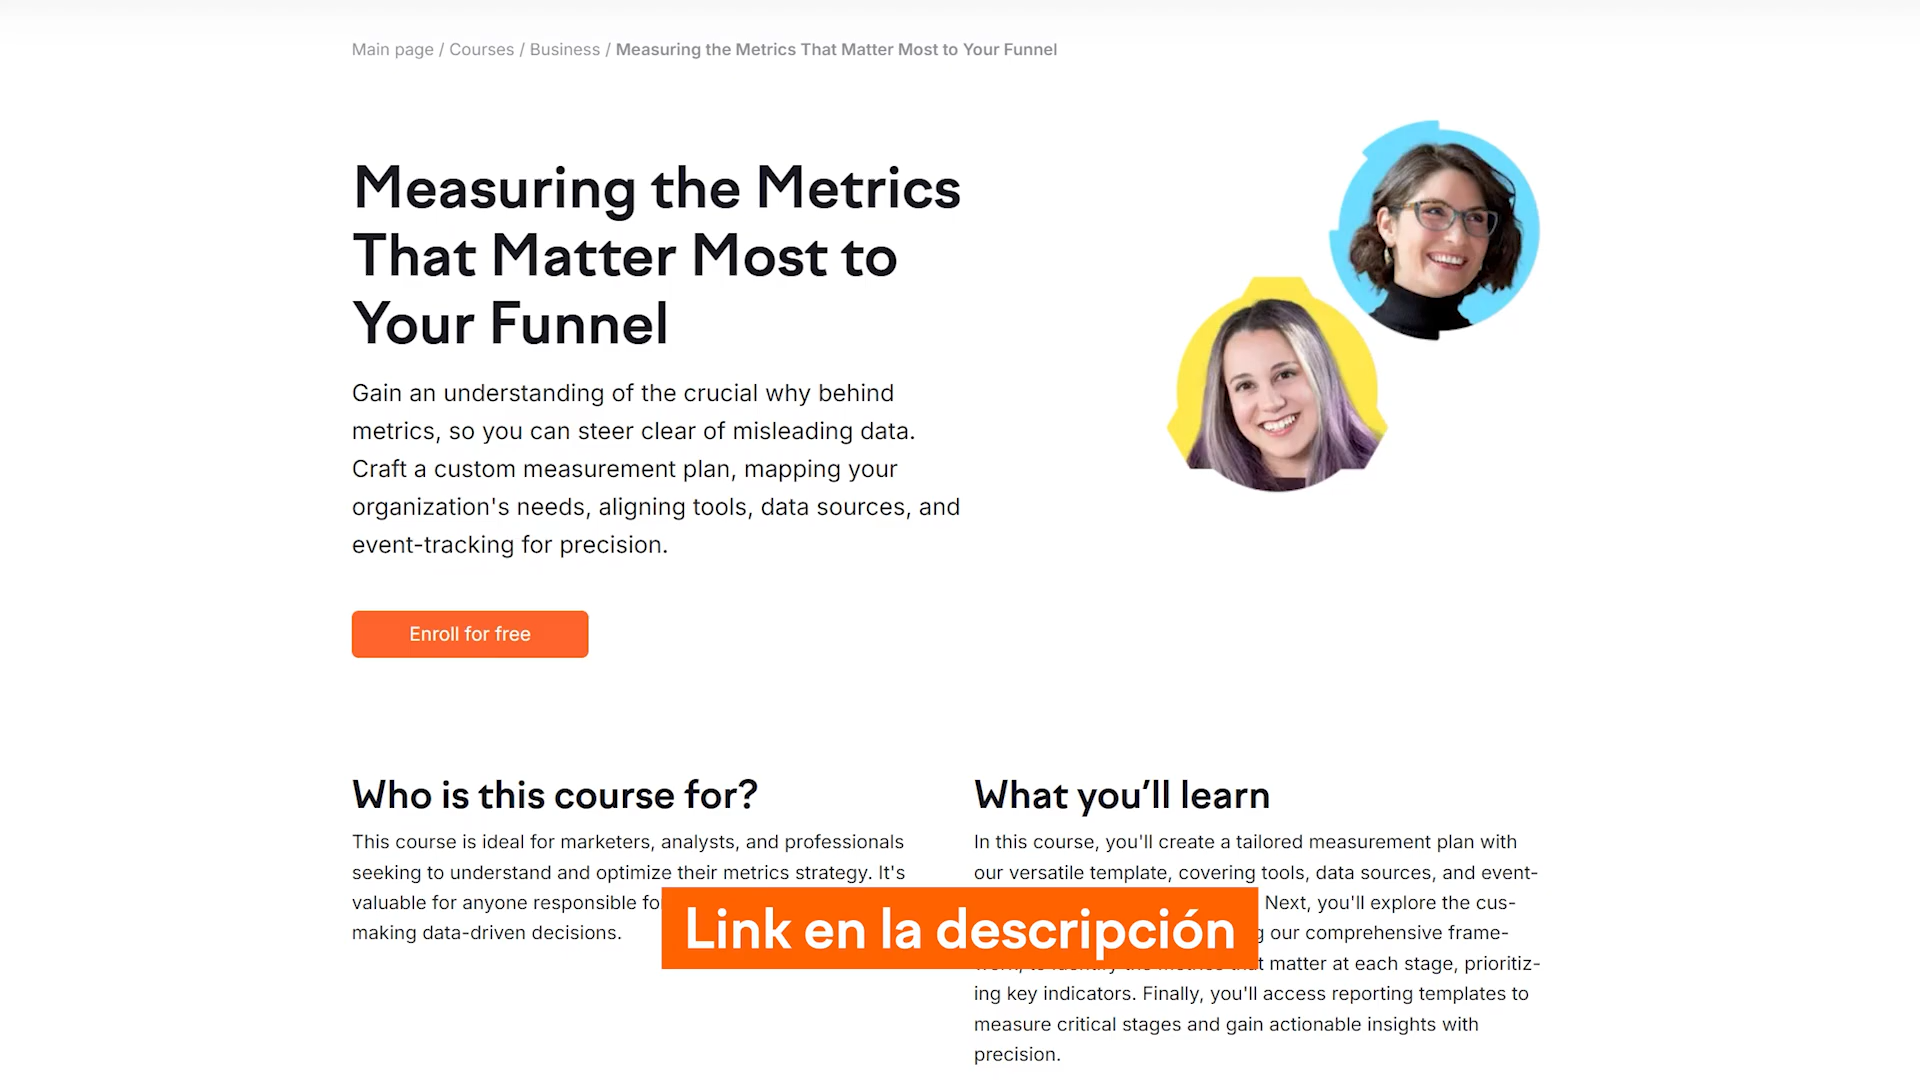 Main page / Courses / Business / Measuring the Metrics That Matter Most to Your Funnel
Measuring the Metrics
That Matter Most to
Your Funnel
Gain an understanding of the crucial why behind
metrics, so you can steer clear of misleading data.
Craft a custom measurement plan, mapping your
organization's needs, aligning tools, data sources, and
event-tracking for precision.
Enroll for free
Who is this course for?
This course is ideal for marketers, analysts, and professionals
seeking to understand and optimize their metrics strategy. It's
valuable for anyone responsible
making data-driven decisions.
What you'll learn
In this course, you'll create a tailored measurement plan with
our versatile template, covering tools, data sources, and event-
Next, you'll explore the cus-
our comprehensive frame-
matter at each stage, prioritiz-
ing key indicators. Finally, you'll access reporting templates to
measure critical stages and gain actionable insights with
precision.
Link en la descripción